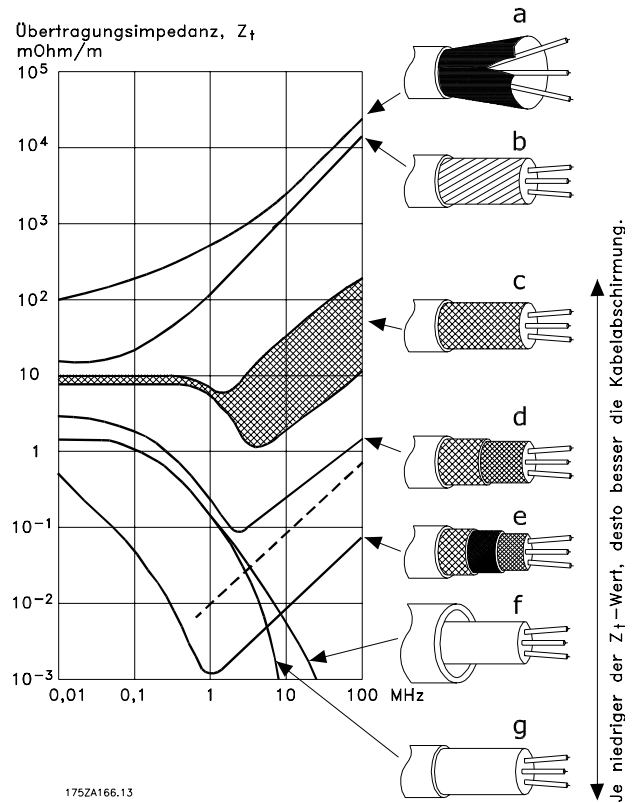 Übertragungsimpedanz, Zt
mOhm/m
10⁵
10⁴
10³
10²
10
1
10⁻¹
10⁻²
10⁻³
0,01 0,1 1 10 100 MHz
a
b
c
d
e
f
g
Je niedriger der Zt-Wert, desto besser die Kabelabschirmung.
175ZA166.13